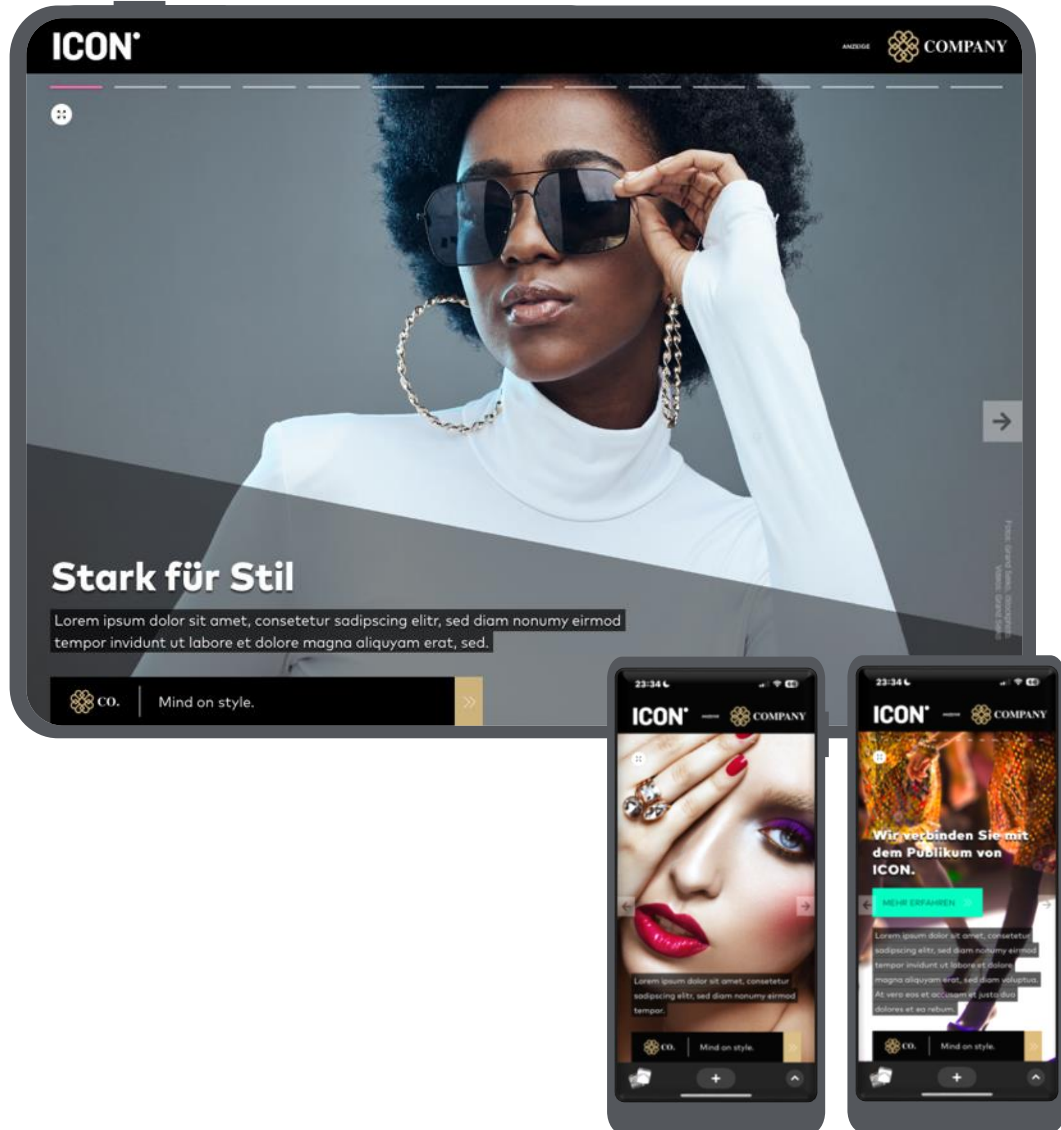 ICON
ANZEIGE
COMPANY
Stark für Stil
Lorem ipsum dolor sit amet, consetetur sadipscing elitr, sed diam nonumy eirmod
tempor invidunt ut labore et dolore magna aliquyam erat, sed.
CO.
Mind on style.
23:34
ICON
COMPANY
Lorem ipsum dolor sit amet, consetetur
sadipscing elitr, sed diam nonumy eirmod
tempor.
CO.
Mind on style.
23:34
ICON
COMPANY
Wir verbinden Sie mit
dem Publikum von
ICON.
MEHR ERFAHREN
Lorem ipsum dolor sit amet, consetetur
sadipscing elitr, sed diam nonumy eirmod
tempor invidunt ut labore et dolore
magna aliquyam erat, sed diam voluptua.
At vero eos et accusam et justo duo
dolores et ea rebum.
CO.
Mind on style.